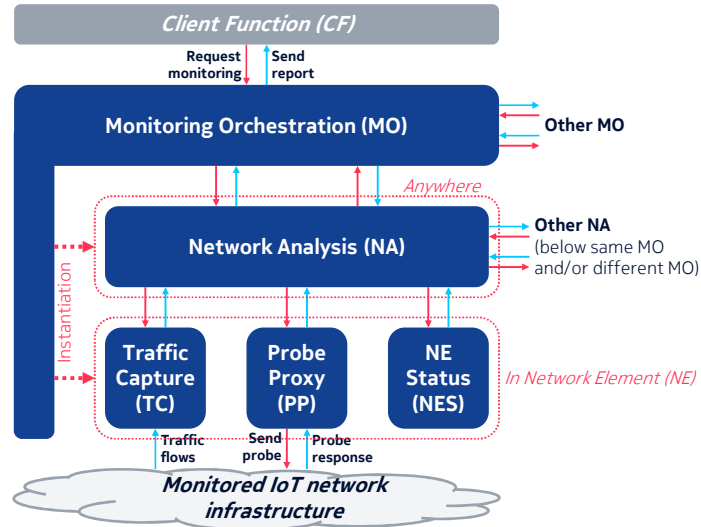 Client Function (CF)
Request
monitoring
Send
report
Monitoring Orchestration (MO)
Other MO
Anywhere
Network Analysis (NA)
Other NA
(below same MO
and/or different MO)
Instantiation
Traffic
Capture
(TC)
Probe
Proxy
(PP)
NE
Status
(NES)
In Network Element (NE)
Traffic
flows
Send
probe
Probe
response
Monitored IoT network
infrastructure